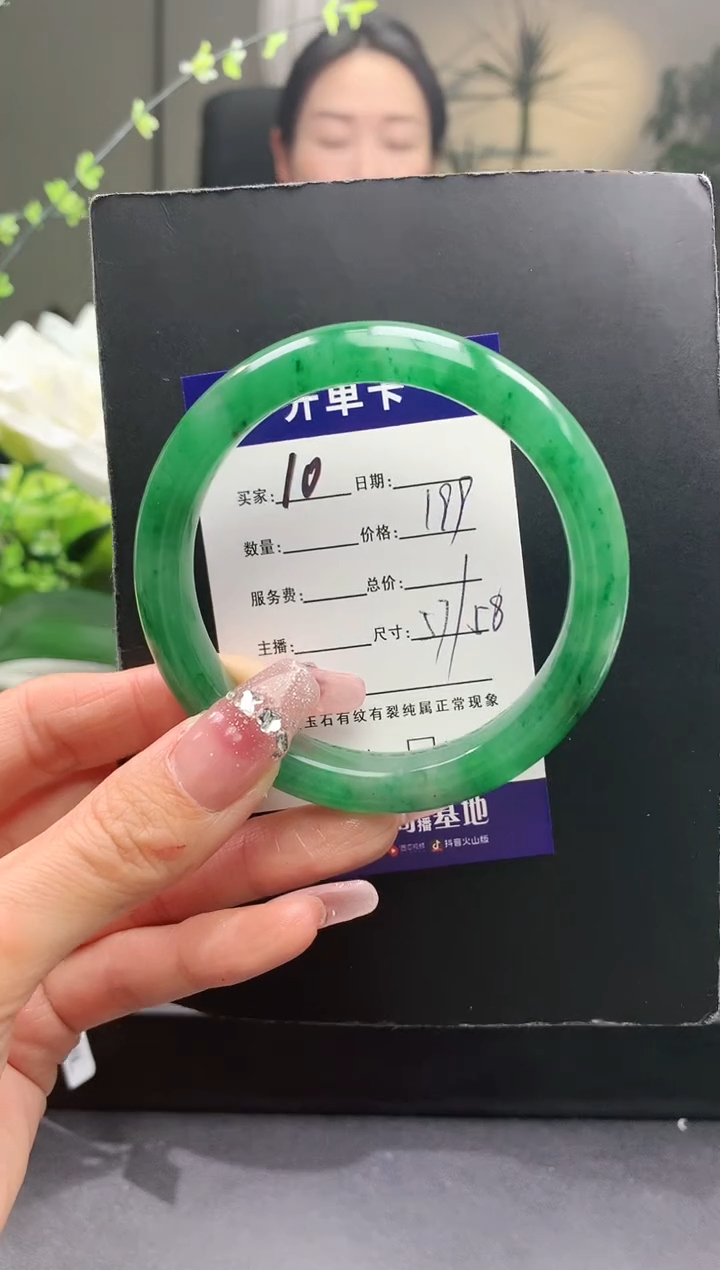 开单卡
买家: 10 日期:
数量: 价格: 199
服务费: 总价:
主播: 尺寸: 57/58
玉石有纹有裂纯属正常现象
播基地
抖音火山版